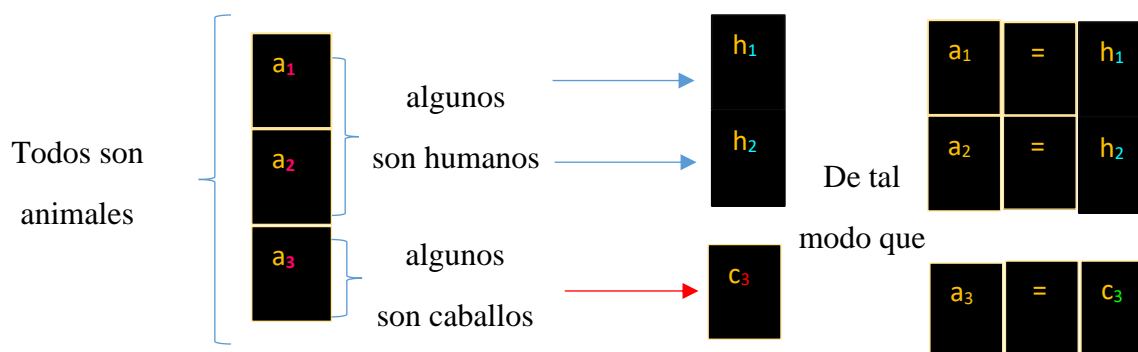 Todos son
animales
a₁
a₂
a₃
algunos
son humanos
algunos
son caballos
h₁
h₂
c₃
De tal
modo que
a₁ = h₁
a₂ = h₂
a₃ = c₃